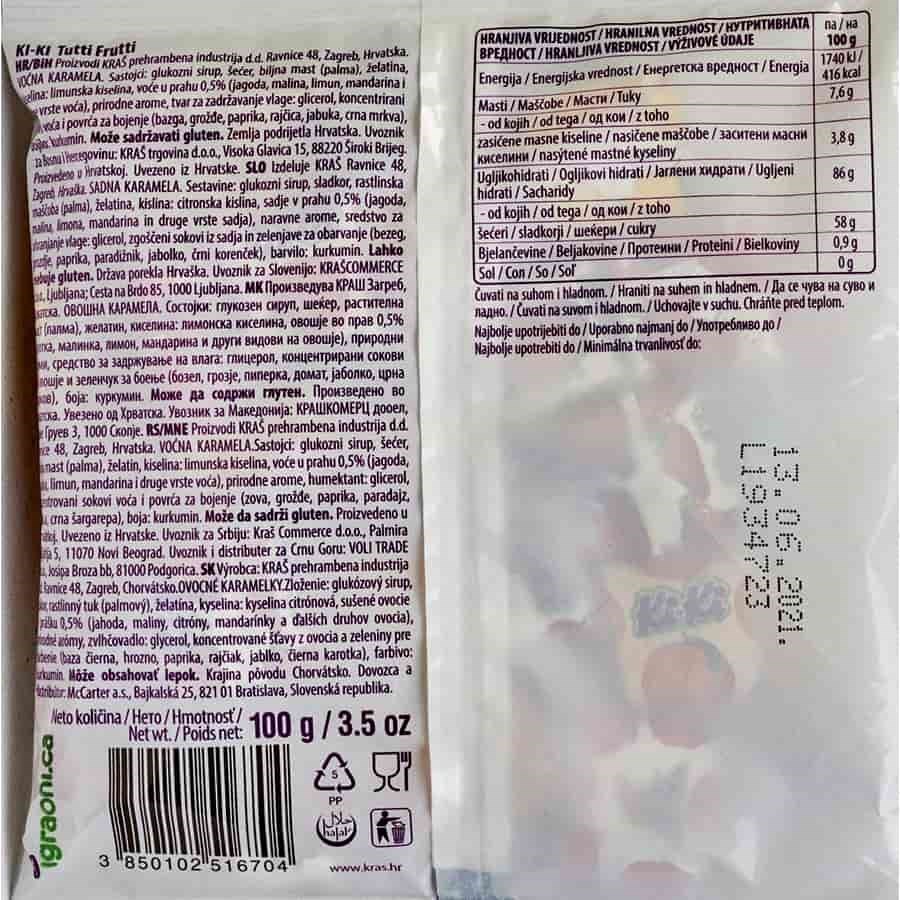 KI-KI Tutti Frutti
HR/BiH Proizvodi KRAŠ prehrambena industrija d.d. Ravnice 48, Zagreb, Hrvatska.
VOĆNA KARAMELA. Sastojci: glukozni sirup, šećer, biljna mast (palma), želatina,
limunska kiselina, voće u prahu 0,5% (jagoda, malina, limun, mandarina i
vrste voća), prirodne arome, tvar za zadržavanje vlage: glicerol, koncentrirani
voća i povrća za bojenje (bazga, grožđe, paprika, rajčica, jabuka, crna mrkva),
kurkumin. Može sadržavati gluten. Zemlja podrijetla Hrvatska. Uvoznik
za Bosnu i Hercegovinu: KRAŠ trgovina d.o.o., Visoka Glavica 15, 88220 Široki Brijeg.
Proizvedeno u Hrvatskoj. Uvezeno iz Hrvatske. SLO Izdeluje KRAŠ Ravnice 48,
Zagreb, Hrvaška. SADNA KARAMELA. Sestavine: glukozni sirup, sladkor, rastlinska
maščoba (palma), želatina, kislina: citronska kislina, sadje v prahu 0,5% (jagoda,
malina, limona, mandarina in druge vrste sadja), naravne arome, sredstvo za
ohranjanje vlage: glicerol, zgoščeni sokovi iz sadja in zelenjave za obarvanje (bezeg,
grozdje, paprika, paradižnik, jabolko, črni korenček), barvilo: kurkumin. Lahko
vsebuje gluten. Država porekla Hrvaška. Uvoznik za Slovenijo: KRAŠCOMMERCE
Ljubljana; Cesta na Brdo 85, 1000 Ljubljana. МК Произведува КРАШ Загреб,
ОВОШНА КАРАМЕЛА. Состојки: глукозен сируп, шеќер, растителна
(палма), желатин, киселина: лимонска киселина, овошје во прав 0,5%
малинка, лимон, мандарина и други видови на овошје), природни
средство за задржување на влага: глицерол, концентрирани сокови
овошје и зеленчук за боење (бозел, грозје, пиперка, домат, јаболко, црна
боја: куркумин. Може да содржи глутен. Произведено во
Увезено од Хрватска. Увозник за Македонија: КРАШКОМЕРЦ дооел,
Груев 3, 1000 Скопје. RS/MNE Proizvodi KRAŠ prehrambena industrija d.d.
48, Zagreb, Hrvatska. VOĆNA KARAMELA.Sastojci: glukozni sirup, šećer,
mast (palma), želatin, kiselina: limunska kiselina, voće u prahu 0,5% (jagoda,
limun, mandarina i druge vrste voća), prirodne arome, humektant: glicerol,
sokovi voća i povrća za bojenje (zova, grožđe, paprika, paradajz,
crna šargarepa), boja: kurkumin. Može da sadrži gluten. Proizvedeno u
Uvezeno iz Hrvatske. Uvoznik za Srbiju: Kraš Commerce d.o.o., Palmira
5, 11070 Novi Beograd. Uvoznik i distributer za Crnu Goru: VOLI TRADE
Josipa Broza bb, 81000 Podgorica. SK Výrobca: KRAŠ prehrambena industrija
Ravnice 48, Zagreb, Chorvátsko.OVOCNÉ KARAMELKY.Zloženie: glukózový sirup,
rastlinný tuk (palmový), želatína, kyselina: kyselina citrónová, sušené ovocie
prášku 0,5% (jahoda, maliny, citróny, mandarínky a ďalších druhov ovocia),
arómy, zvlhčovadlo: glycerol, koncentrované šťavy z ovocia a zeleniny pre
(baza čierna, hrozno, paprika, rajčiak, jablko, čierna karotka), farbivo:
kurkumin. Môže obsahovať lepok. Krajina pôvodu Chorvátsko. Dovozca a
McCarter a.s., Bajkalská 25, 821 01 Bratislava, Slovenská republika.
Neto količina / Нето / Hmotnosť /
Net wt. / Poids net: 100 g / 3.5 oz
5
PP
حلال
halal
3 850102 516704
www.kras.hr
igraoni.ca
HRANJIVA VRIJEDNOST / HRANILNA VREDNOST / НУТРИТИВНАТА
ВРЕДНОСТ / HRANLJIVA VREDNOST / VÝŽIVOVÉ ÚDAJE
na / на
100 g
Energija / Energijska vrednost / Енергетска вредност / Energia
1740 kJ /
416 kcal
Masti / Maščobe / Масти / Tuky
7,6 g
- od kojih / od tega / од кои / z toho
zasićene masne kiseline / nasičene maščobe / заситени масни
киселини / nasýtené mastné kyseliny
3,8 g
Ugljikohidrati / Ogljikovi hidrati / Јаглени хидрати / Ugljeni
hidrati / Sacharidy
86 g
- od kojih / od tega / од кои / z toho
šećeri / sladkorji / шеќери / cukry
58 g
Bjelančevine / Beljakovine / Протеини / Proteini / Bielkoviny
0,9 g
Sol / Сол / So / Soľ
0 g
Čuvati na suhom i hladnom. / Hraniti na suhem in hladnem. / Да се чува на суво и
ладно. / Čuvati na suvom i hladnom. / Uchovajte v suchu. Chráňte pred teplom.
Najbolje upotrijebiti do / Uporabno najmanj do / Употребливо до /
Najbolje upotrebiti do / Minimálna trvanlivosť do:
13.06.2021.
L1634723
Ki-Ki